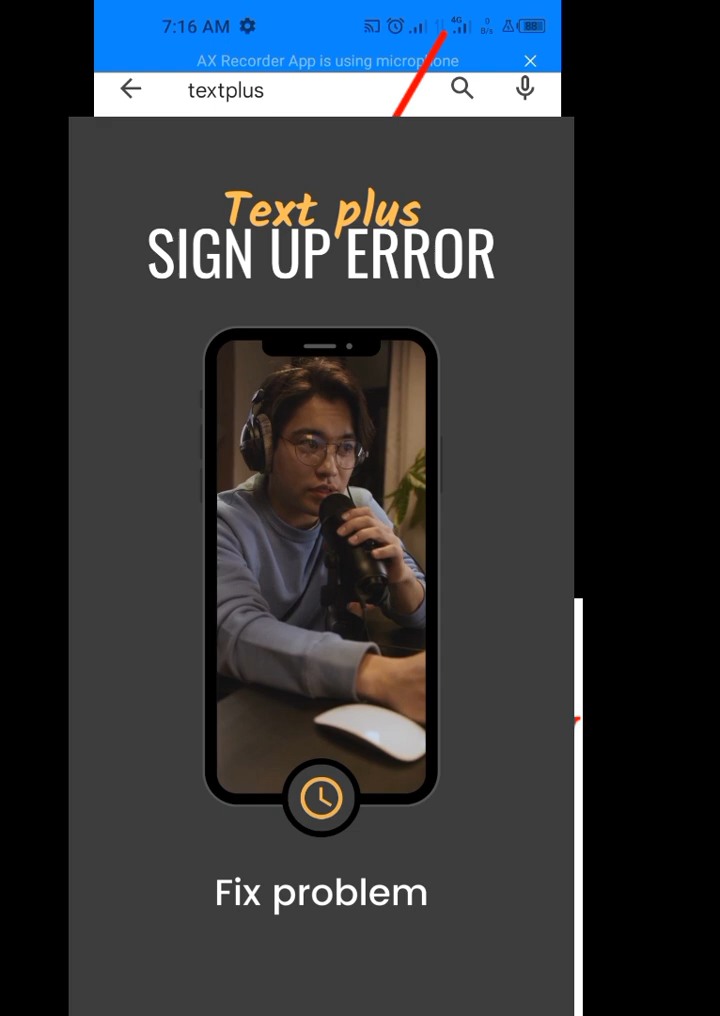 7:16 AM
4G
0
B/s
88
AX Recorder App is using microphone
textplus
Text plus
SIGN UP ERROR
Fix problem